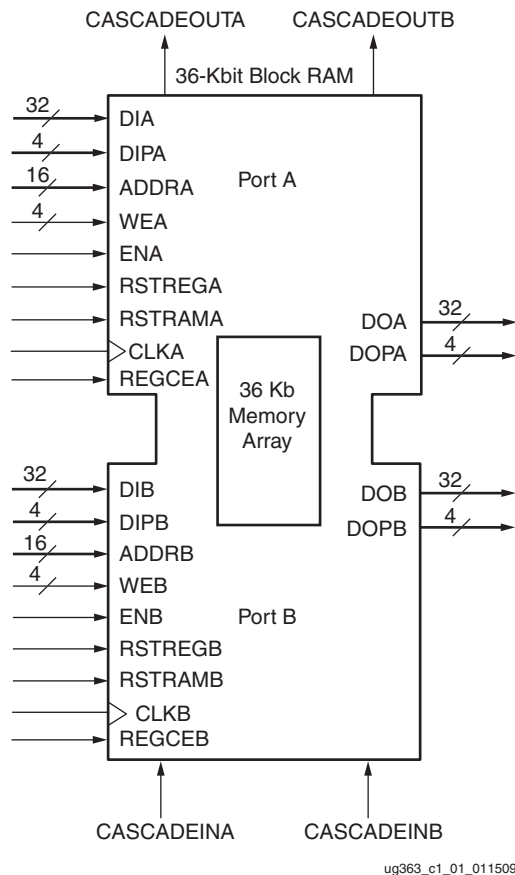 CASCADEOUTA CASCADEOUTB
36-Kbit Block RAM
32 DIA
4 DIPA
16 ADDRA
Port A
4 WEA
ENA
RSTREGA
RSTRAMA
DOA 32
CLKA
DOPA 4
REGCEA
36 Kb
Memory
Array
32 DIB
DOB 32
4 DIPB
DOPB 4
16 ADDRB
4 WEB
ENB
Port B
RSTREGB
RSTRAMB
CLKB
REGCEB
CASCADEINA CASCADEINB
ug363_c1_01_011509